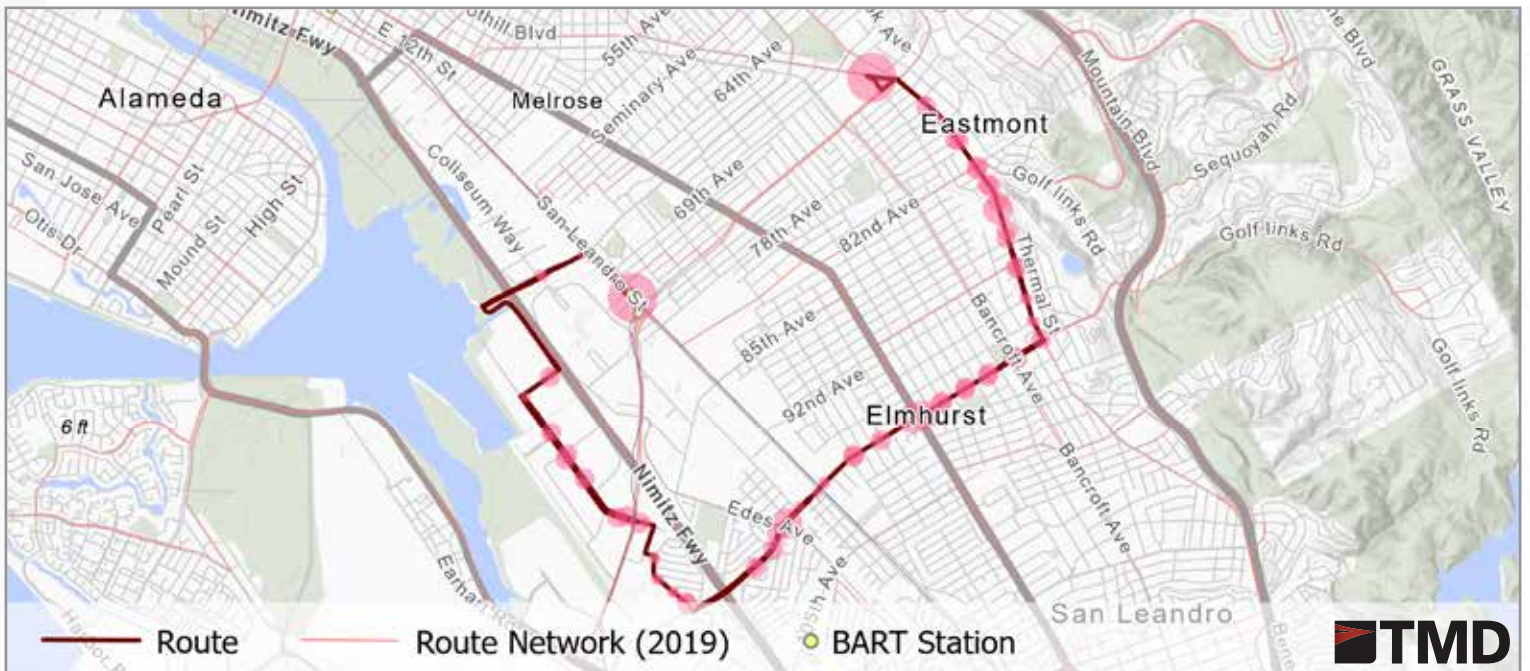 Nimitz Fwy
E 12th St
Blvd
55th Ave
Seminary Ave
64th Ave
Ave
Mountain Blvd
Blvd
GRASS VALLEY
Alameda
Melrose
Eastmont
Sequoyah Rd
San Jose Ave
Pearl St
Mound St
High St
Otis Dr
Coliseum Way
San Leandro St
69th Ave
78th Ave
82nd Ave
Golf links Rd
Golf links Rd
Thermal St
85th Ave
Bancroft Ave
92nd Ave
Golf links Rd
Elmhurst
6 ft
Nimitz Fwy
Edes Ave
Bancroft Ave
San Leandro
Route
Route Network (2019)
BART Station
TMD